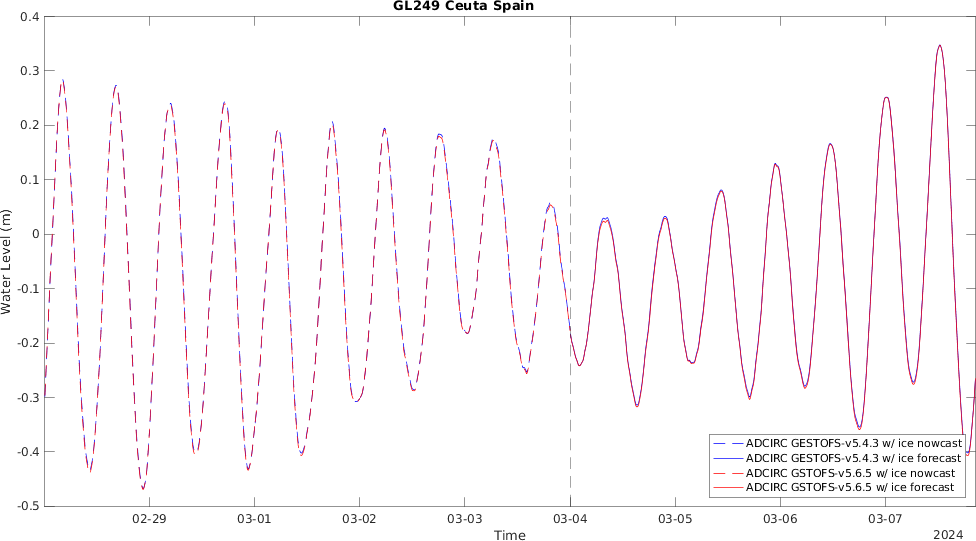 GL249 Ceuta Spain
0.4
0.3
0.2
0.1
0
-0.1
-0.2
-0.3
-0.4
-0.5
Water Level (m)
ADCIRC GESTOFS-v5.4.3 w/ ice nowcast
ADCIRC GESTOFS-v5.4.3 w/ ice forecast
ADCIRC GSTOFS-v5.6.5 w/ ice nowcast
ADCIRC GSTOFS-v5.6.5 w/ ice forecast
02-29 03-01 03-02 03-03 03-04 03-05 03-06 03-07
Time
2024